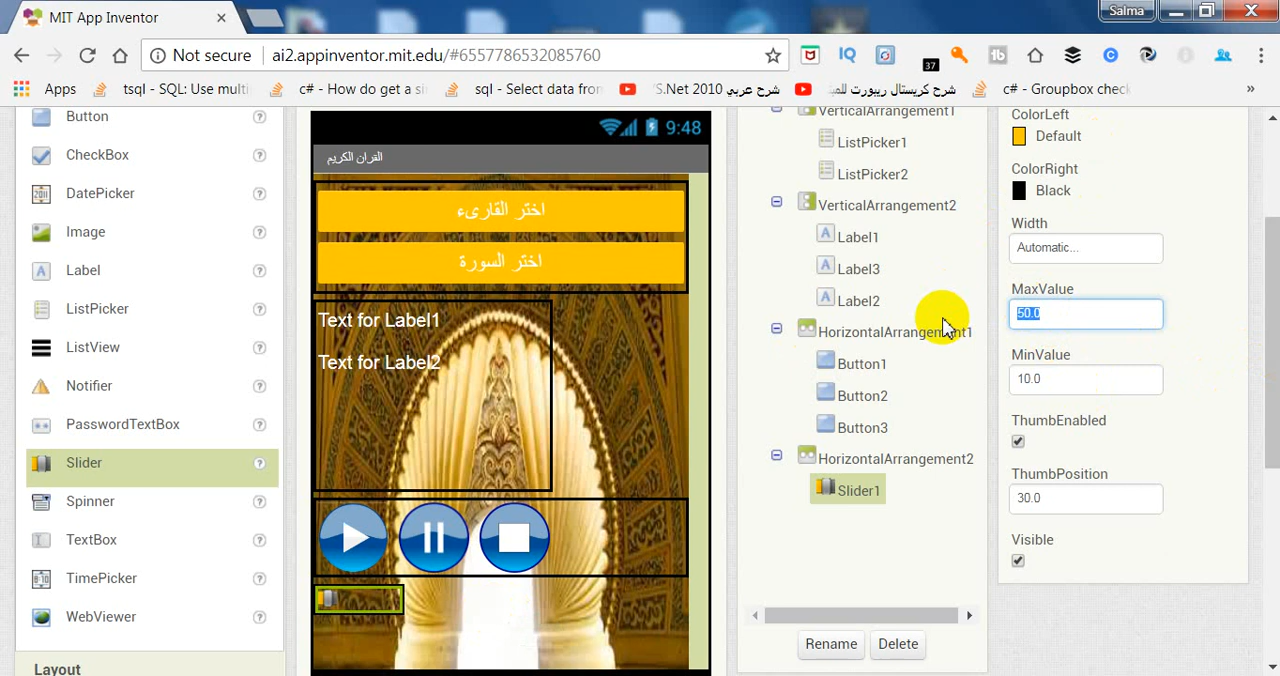 MIT App Inventor
Salma
Not secure
ai2.appinventor.mit.edu/#6557786532085760
IQ
37
Apps
tsql - SQL: Use multi
c# - How do get a si
sql - Select data from
شرح عربي S.Net 2010'
شرح كريستال ريبورت للمبت
c# - Groupbox check
»
Button
CheckBox
DatePicker
Image
Label
ListPicker
ListView
Notifier
PasswordTextBox
Slider
Spinner
TextBox
TimePicker
WebViewer
Layout
9:48
القران الكريم
اختر القارىء
اختر السورة
Text for Label1
Text for Label2
VerticalArrangement1
ListPicker1
ListPicker2
VerticalArrangement2
Label1
Label3
Label2
HorizontalArrangement1
Button1
Button2
Button3
HorizontalArrangement2
Slider1
Rename
Delete
ColorLeft
Default
ColorRight
Black
Width
Automatic...
MaxValue
50.0
MinValue
10.0
ThumbEnabled
ThumbPosition
30.0
Visible